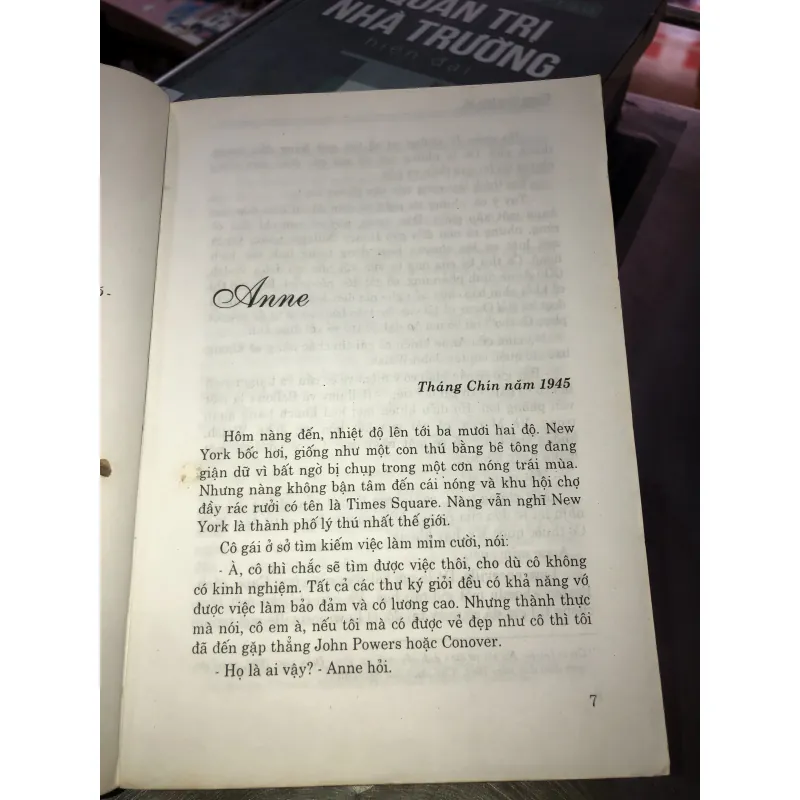 QUẢN TRỊ
NHÀ TRƯỜNG
hiện đại
Anne
Tháng Chín năm 1945
Hôm nàng đến, nhiệt độ lên tới ba mươi hai độ. New
York bốc hơi, giống như một con thú bằng bê tông đang
giận dữ vì bất ngờ bị chụp trong một cơn nóng trái mùa.
Nhưng nàng không bận tâm đến cái nóng và khu hội chợ
đầy rác rưởi có tên là Times Square. Nàng vẫn nghĩ New
York là thành phố lý thú nhất thế giới.
Cô gái ở sở tìm kiếm việc làm mỉm cười, nói:
- À, cô thì chắc sẽ tìm được việc thôi, cho dù cô không
có kinh nghiệm. Tất cả các thư ký giỏi đều có khả năng vớ
được việc làm bảo đảm và có lương cao. Nhưng thành thực
mà nói, cô em à, nếu tôi mà có được vẻ đẹp như cô thì tôi
đã đến gặp thẳng John Powers hoặc Conover.
- Họ là ai vậy? - Anne hỏi.
7